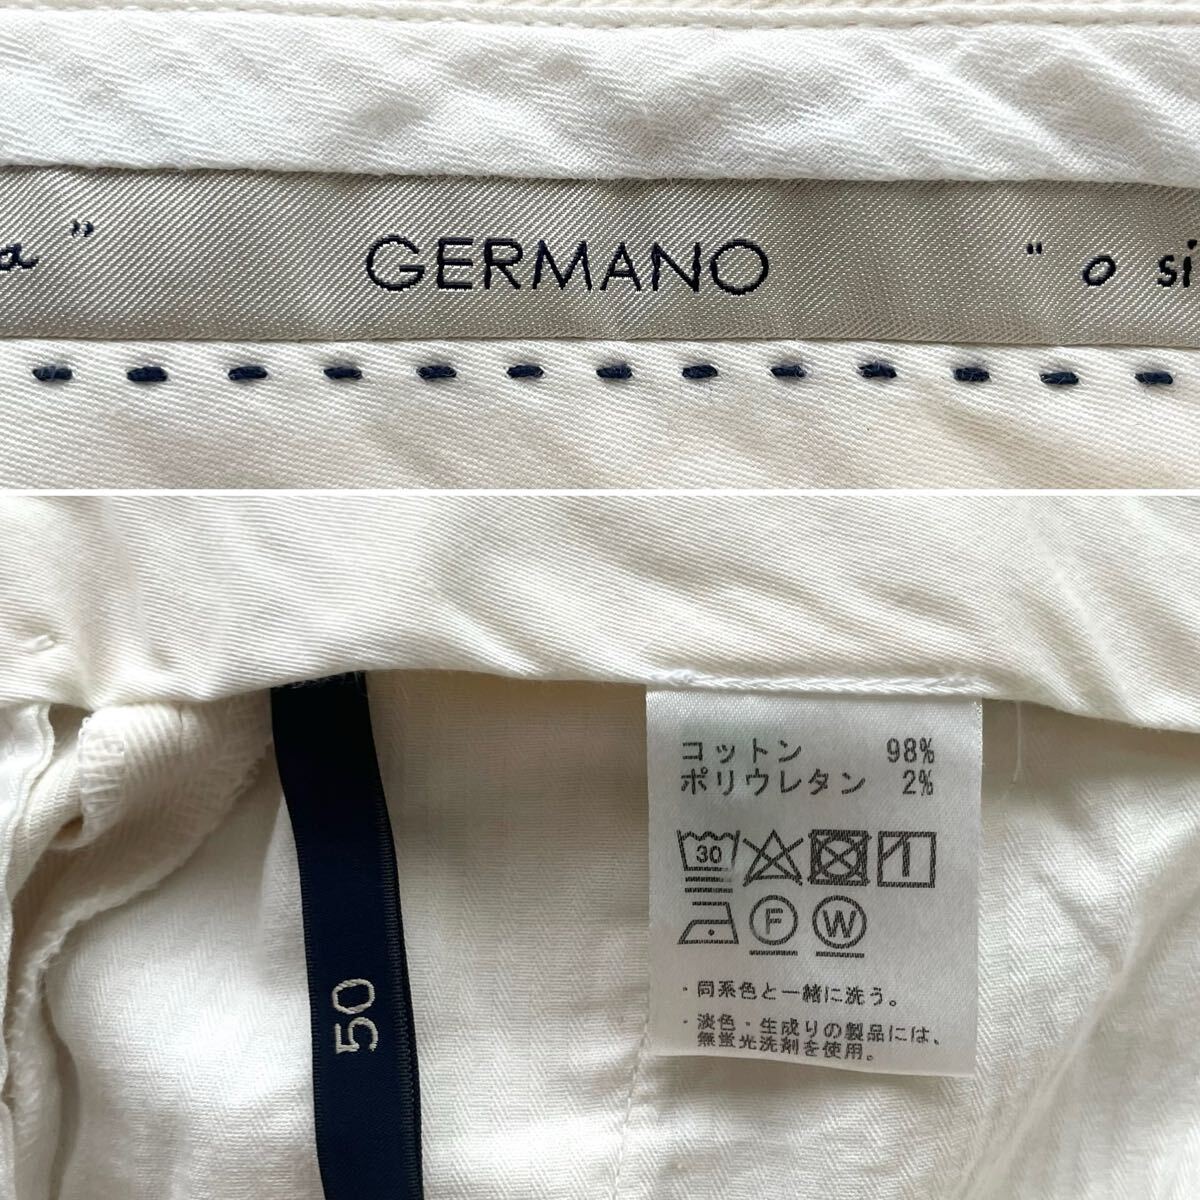 a" GERMANO "o si
コットン 98%
ポリウレタン 2%
30
F W
・同系色と一緒に洗う。
・淡色・生成りの製品には、
無蛍光洗剤を使用。
50